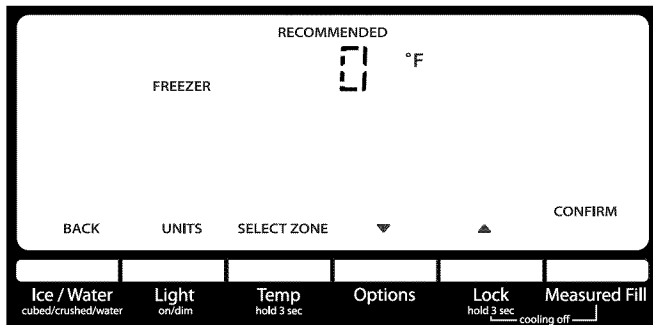 RECOMMENDED
0 °F
FREEZER
CONFIRM
BACK UNITS SELECT ZONE ▼ ▲
Ice / Water Light Temp Options Lock Measured Fill
cubed/crushed/water on/dim hold 3 sec hold 3 sec
cooling off